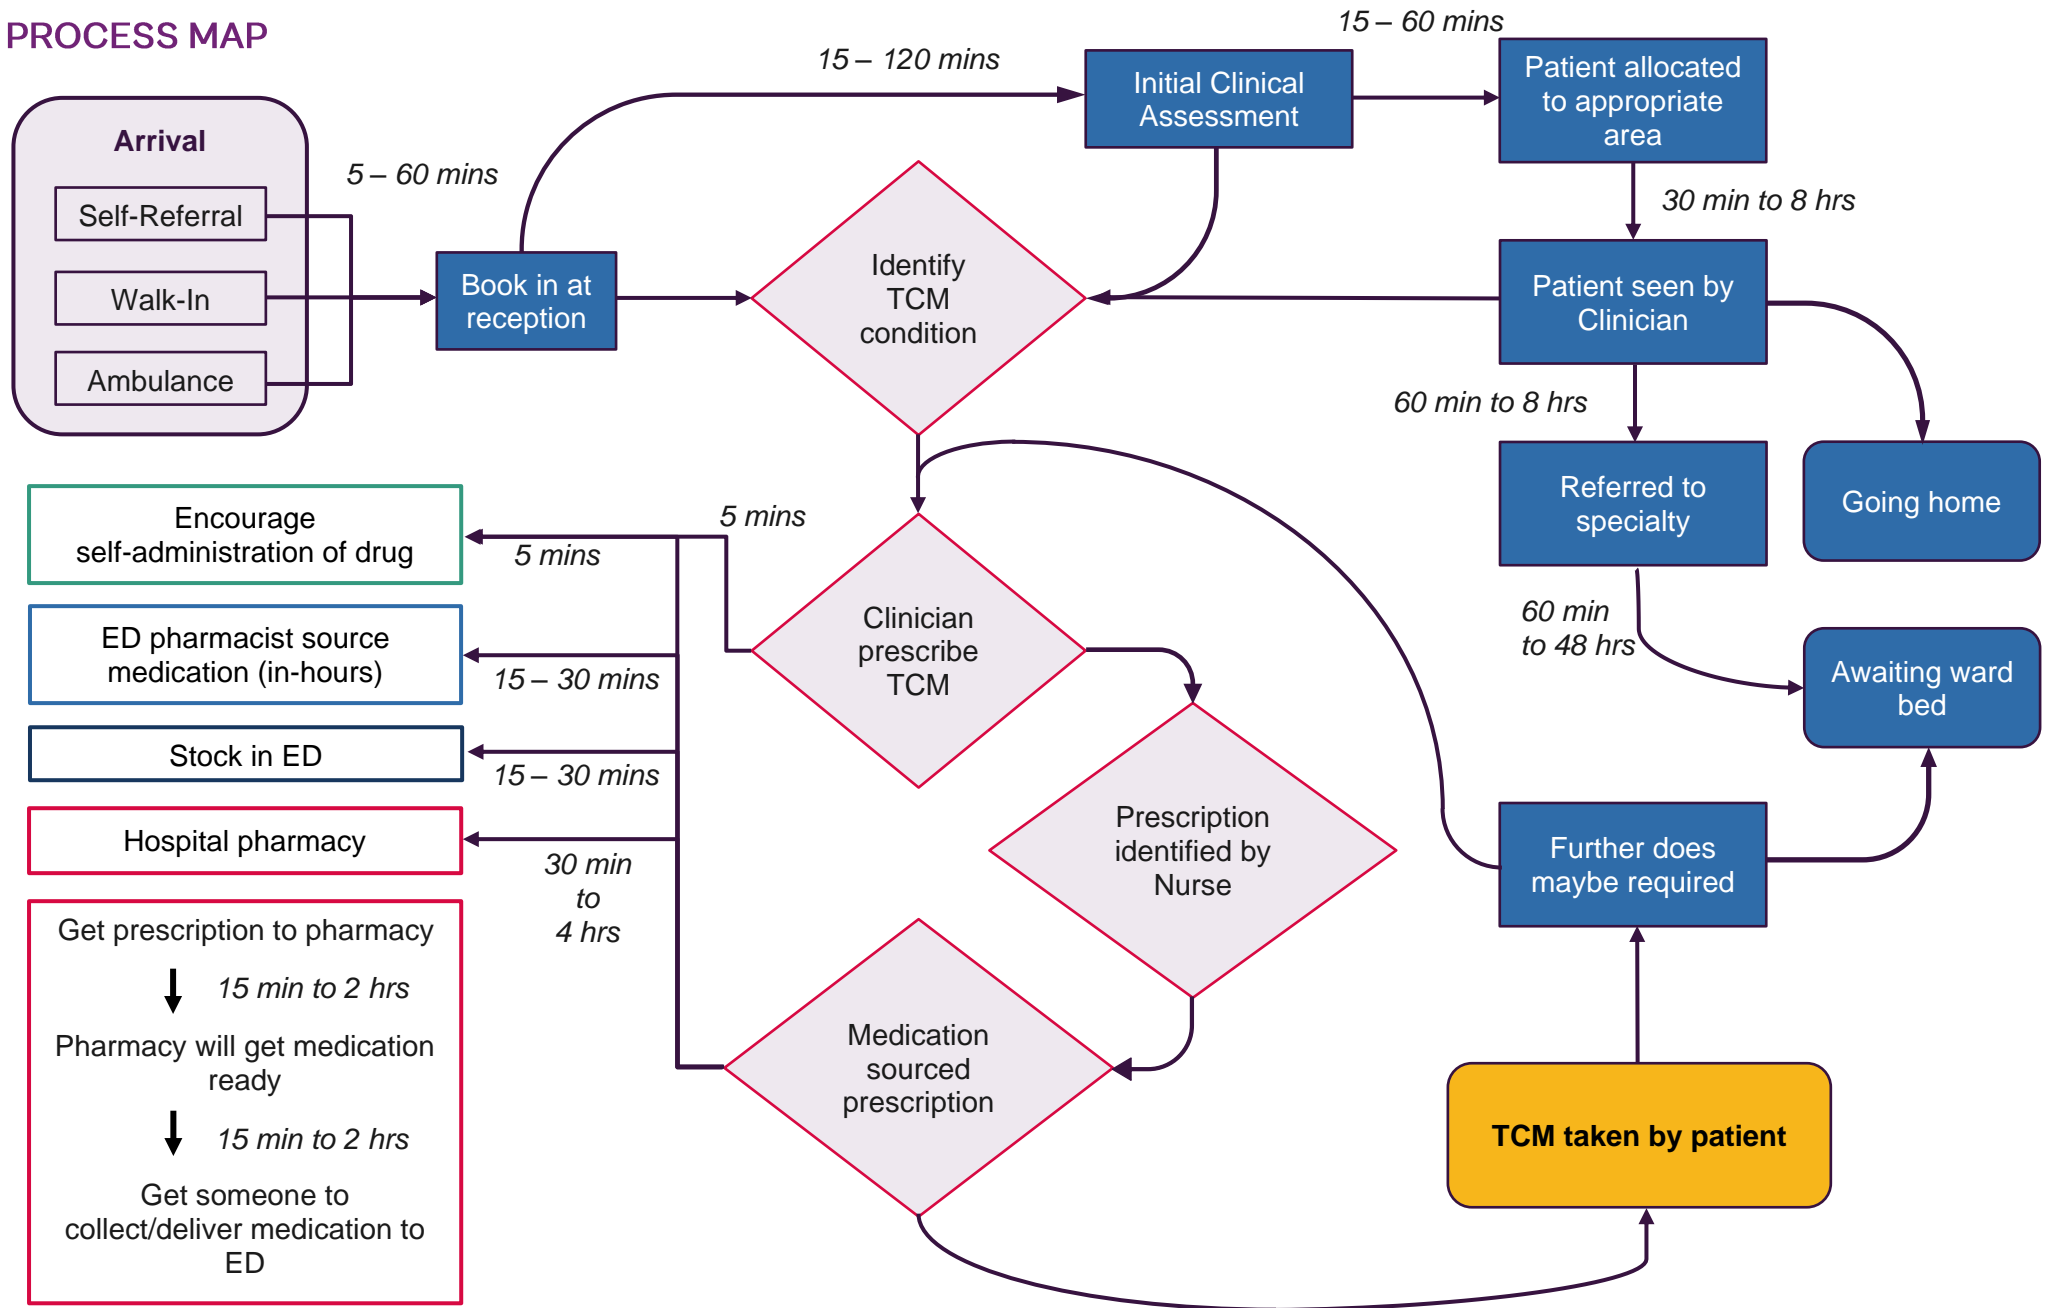 PROCESS MAP
Arrival
Self-Referral
Walk-In
Ambulance
5 – 60 mins
Book in at
reception
15 – 120 mins
Initial Clinical
Assessment
15 – 60 mins
Patient allocated
to appropriate
area
30 min to 8 hrs
Identify
TCM
condition
Patient seen by
Clinician
60 min to 8 hrs
Referred to
specialty
Going home
60 min
to 48 hrs
Awaiting ward
bed
Encourage
self-administration of drug
5 mins
5 mins
ED pharmacist source
medication (in-hours)
15 – 30 mins
Stock in ED
15 – 30 mins
Hospital pharmacy
30 min
to
4 hrs
Clinician
prescribe
TCM
Prescription
identified by
Nurse
Medication
sourced
prescription
Further does
maybe required
TCM taken by patient
Get prescription to pharmacy
15 min to 2 hrs
Pharmacy will get medication
ready
15 min to 2 hrs
Get someone to
collect/deliver medication to
ED